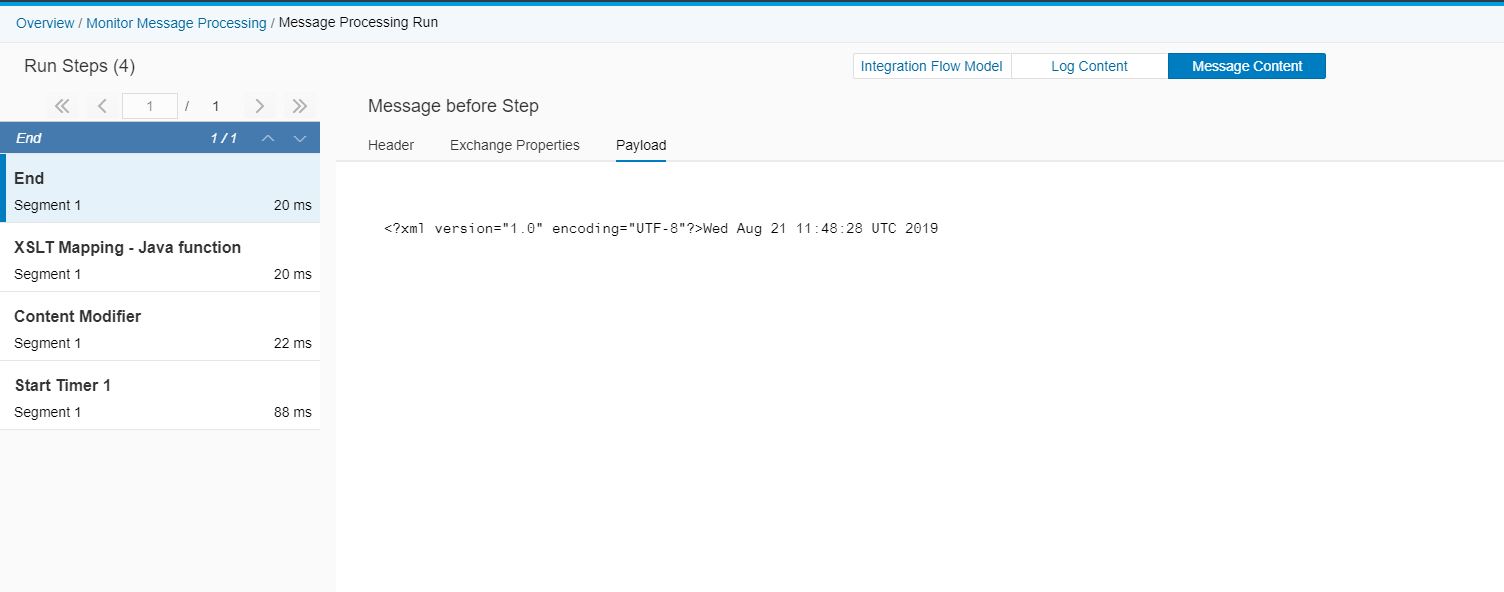 Overview / Monitor Message Processing / Message Processing Run
Run Steps (4)
Integration Flow Model
Log Content
Message Content
1 / 1
Message before Step
End 1 / 1
Header
Exchange Properties
Payload
End
Segment 1 20 ms
<?xml version="1.0" encoding="UTF-8"?>Wed Aug 21 11:48:28 UTC 2019
XSLT Mapping - Java function
Segment 1 20 ms
Content Modifier
Segment 1 22 ms
Start Timer 1
Segment 1 88 ms